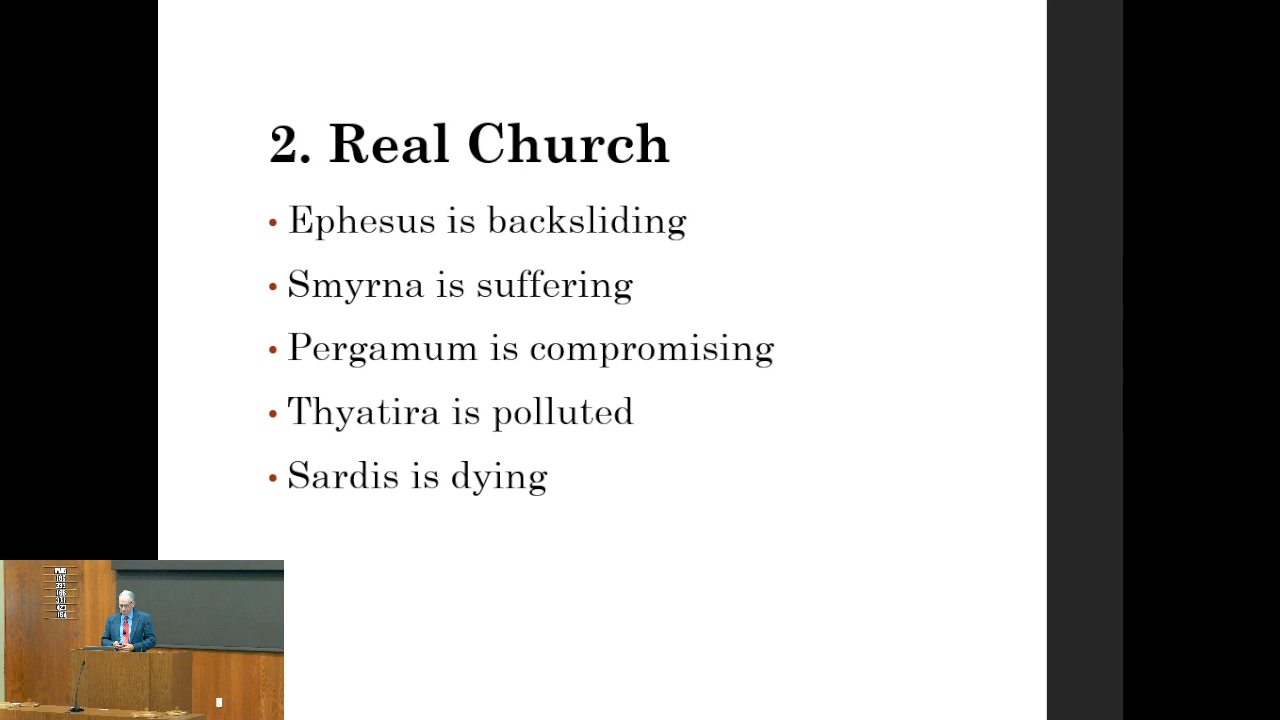 2. Real Church
• Ephesus is backsliding
• Smyrna is suffering
• Pergamum is compromising
• Thyatira is polluted
• Sardis is dying